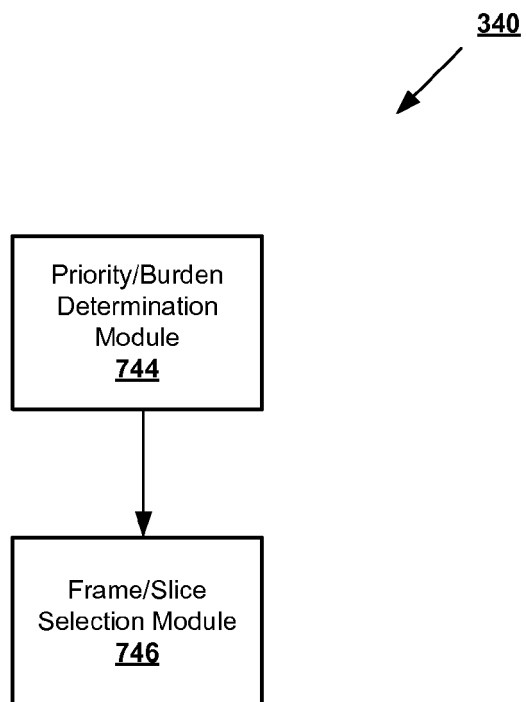 340
Priority/Burden
Determination
Module
744
Frame/Slice
Selection Module
746